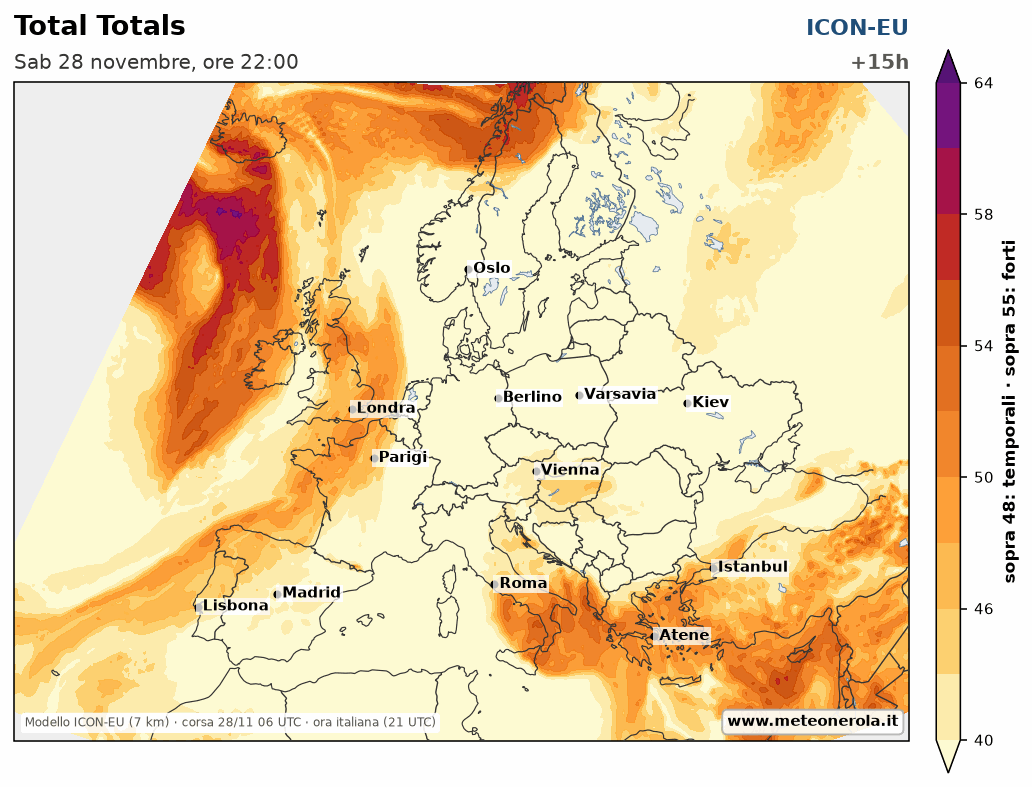 Total Totals
ICON-EU
Sab 28 novembre, ore 22:00
+15h
64
58
54
50
46
40
sopra 48: temporali · sopra 55: forti
Oslo
Berlino
Varsavia
Kiev
Londra
Parigi
Vienna
Istanbul
Roma
Madrid
Lisbona
Atene
Modello ICON-EU (7 km) · corsa 28/11 06 UTC · ora italiana (21 UTC)
www.meteonerola.it